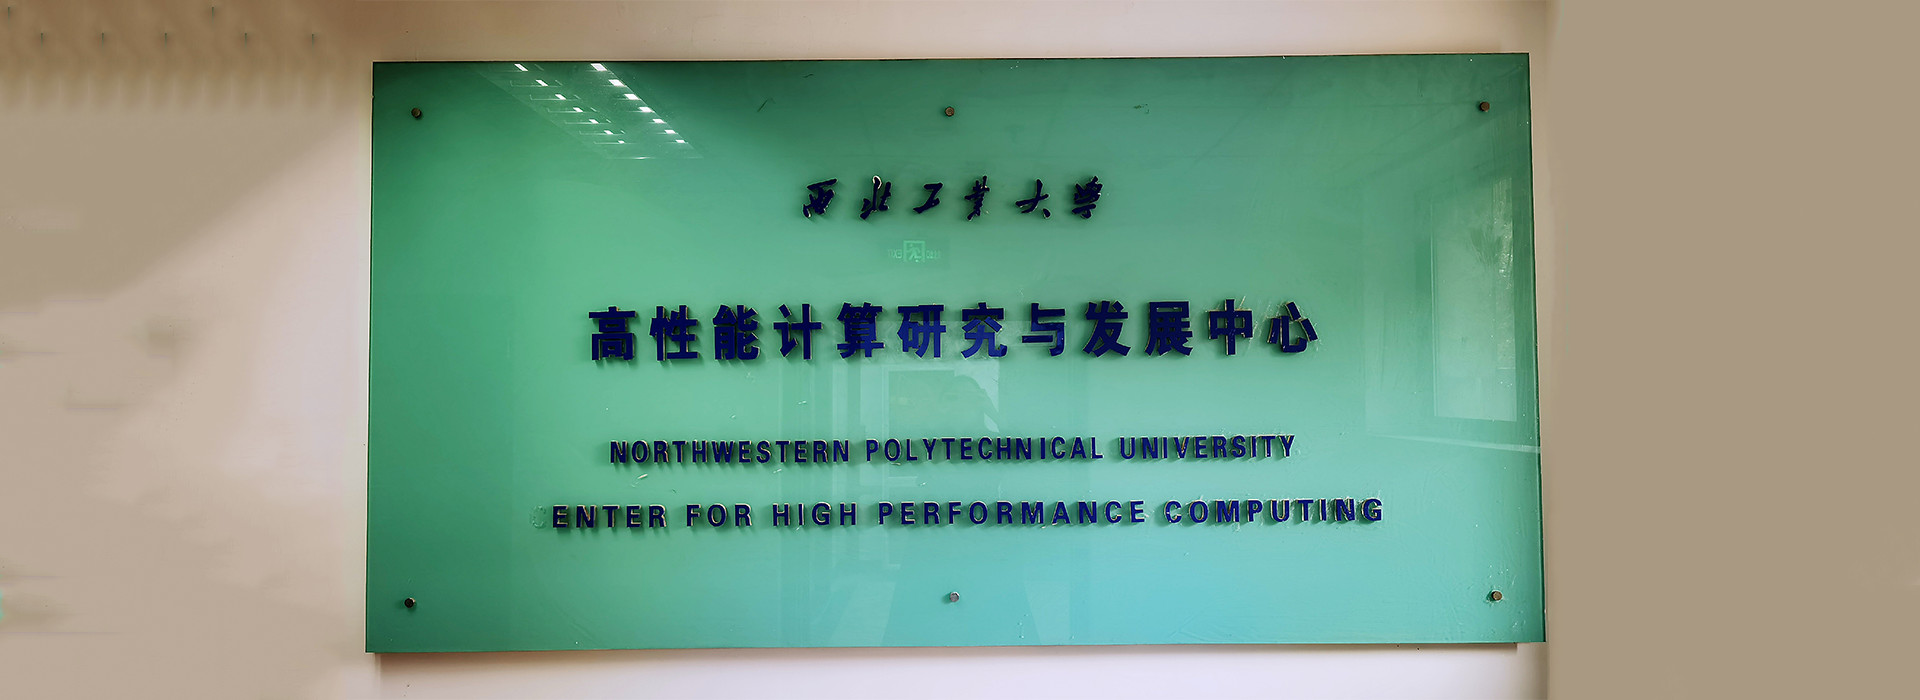 西北工业大学
高性能计算研究与发展中心
NORTHWESTERN POLYTECHNICAL UNIVERSITY
ENTER FOR HIGH PERFORMANCE COMPUTING